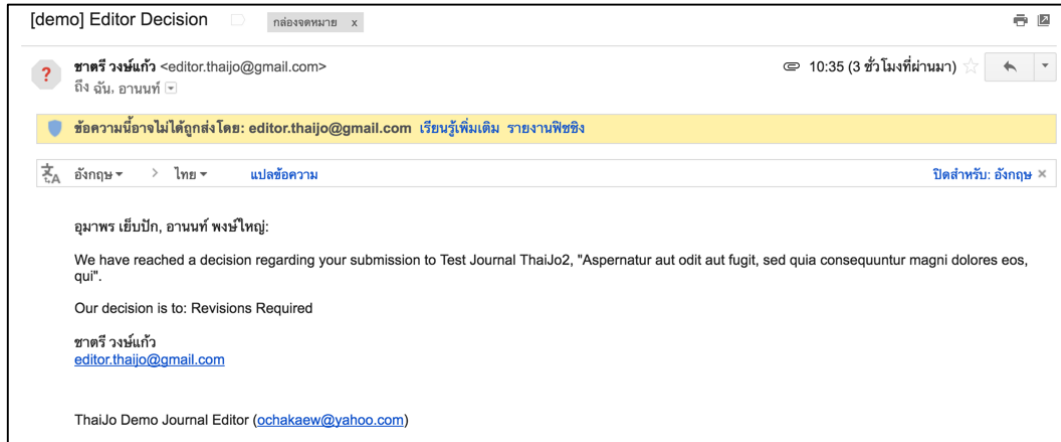 [demo] Editor Decision กล่องจดหมาย x
? ชาตรี วงษ์แก้ว <editor.thaijo@gmail.com> 10:35 (3 ชั่วโมงที่ผ่านมา)
ถึง ฉัน, อานนท์
ข้อความนี้อาจไม่ได้ถูกส่งโดย: editor.thaijo@gmail.com เรียนรู้เพิ่มเติม รายงานฟิชชิง
อังกฤษ > ไทย แปลข้อความ ปิดสำหรับ: อังกฤษ ×
อุมาพร เย็บปัก, อานนท์ พงษ์ใหญ่:
We have reached a decision regarding your submission to Test Journal ThaiJo2, "Aspernatur aut odit aut fugit, sed quia consequuntur magni dolores eos,
qui".
Our decision is to: Revisions Required
ชาตรี วงษ์แก้ว
editor.thaijo@gmail.com
ThaiJo Demo Journal Editor (ochakaew@yahoo.com)